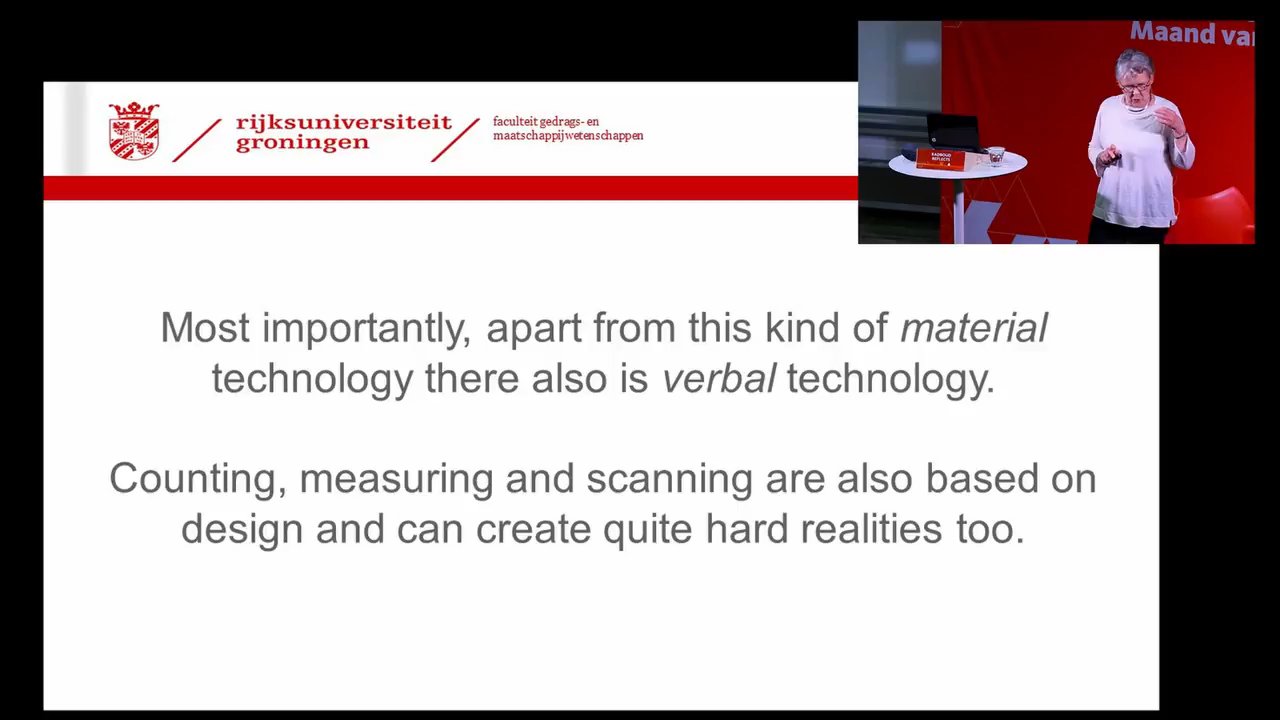 Maand va
rijksuniversiteit
groningen
faculteit gedrags- en
maatschappijwetenschappen
RADBOUD
REFLECTS
Most importantly, apart from this kind of material
technology there also is verbal technology.
Counting, measuring and scanning are also based on
design and can create quite hard realities too.